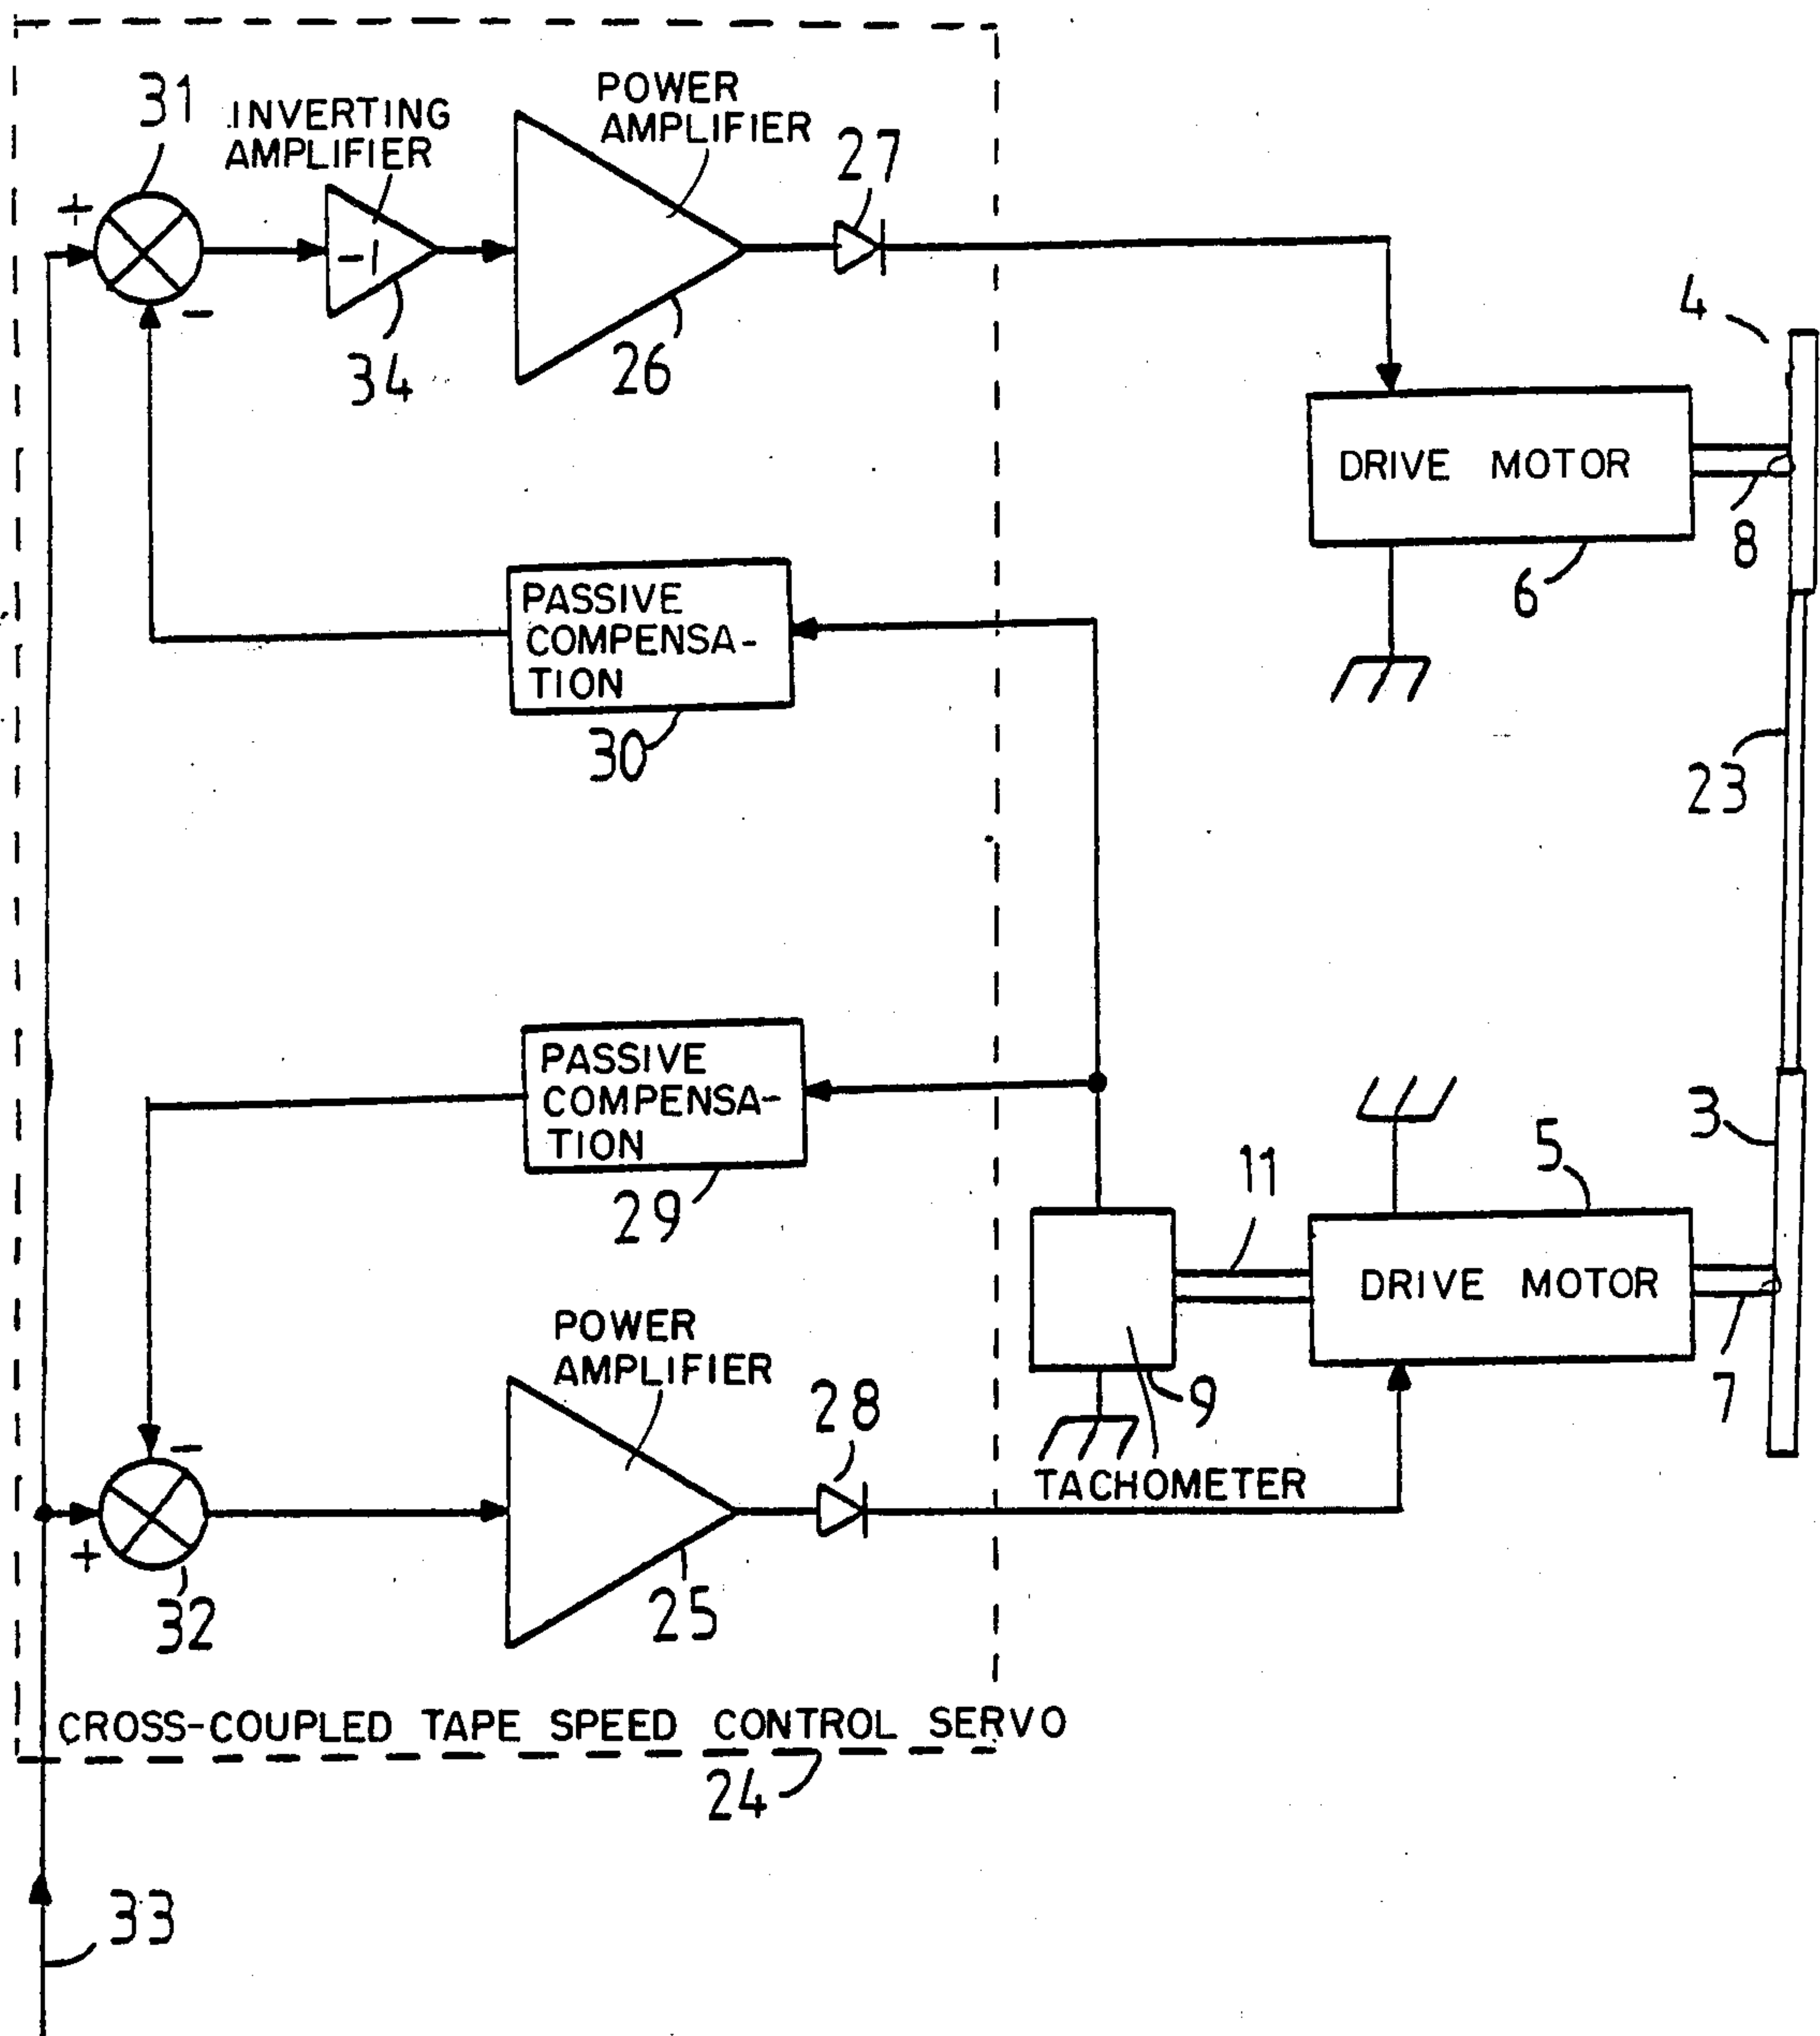 31
INVERTING
AMPLIFIER
POWER
AMPLIFIER
27
+
-
-1
34
26
4
DRIVE MOTOR
8
6
PASSIVE
COMPENSA-
TION
30
23
PASSIVE
COMPENSA-
TION
29
3
5
11
DRIVE MOTOR
7
9
TACHOMETER
POWER
AMPLIFIER
28
-
+
32
25
CROSS-COUPLED TAPE SPEED CONTROL SERVO
24
33